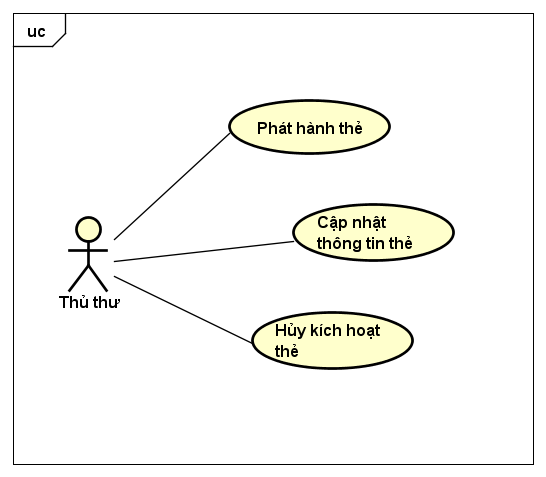 uc
Phát hành thẻ
Cập nhật
thông tin thẻ
Thủ thư
Hủy kích hoạt
thẻ